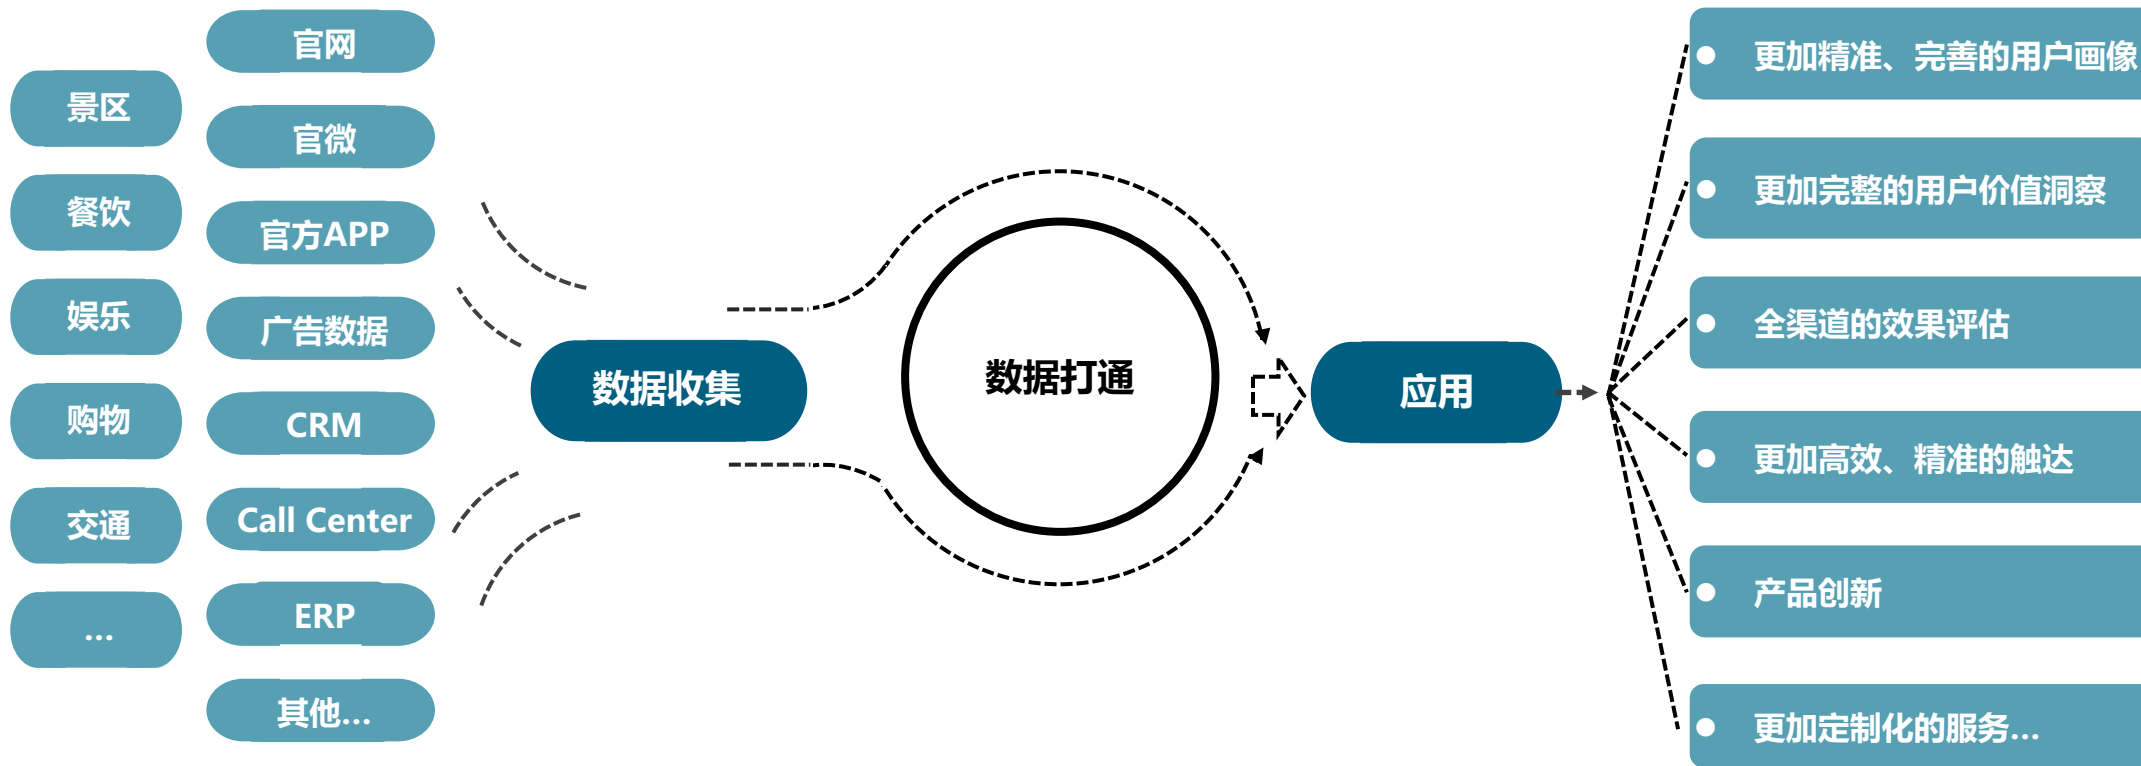 景区
餐饮
娱乐
购物
交通
...
官网
官微
官方APP
广告数据
CRM
Call Center
ERP
其他...
数据收集
数据打通
应用
更加精准、完善的用户画像
更加完整的用户价值洞察
全渠道的效果评估
更加高效、精准的触达
产品创新
更加定制化的服务...